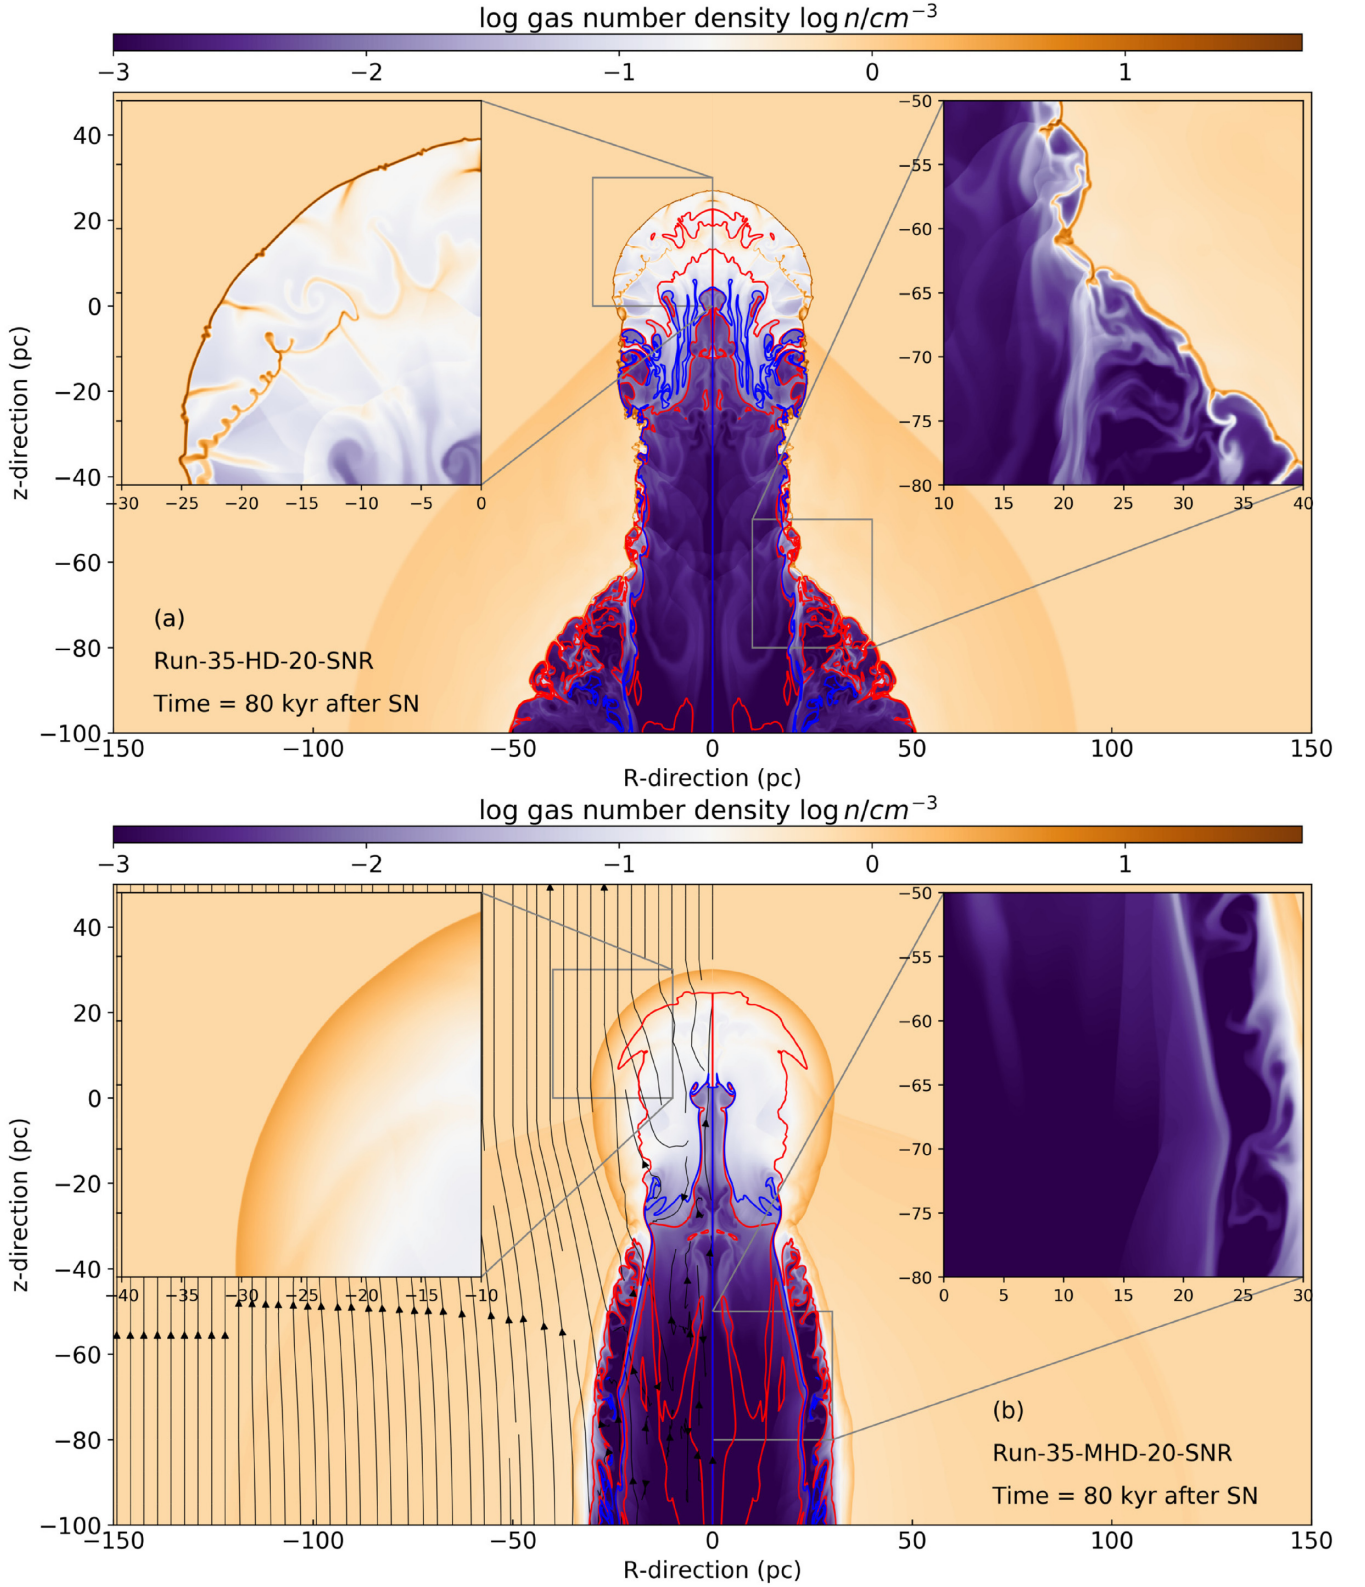 log gas number density log n/cm⁻³
−3 −2 −1 0 1
40
20
0
−20
−40
−60
−80
−100
z-direction (pc)
−30 −25 −20 −15 −10 −5 0
−50
−55
−60
−65
−70
−75
−80
10 15 20 25 30 35 40
(a)
Run-35-HD-20-SNR
Time = 80 kyr after SN
−150 −100 −50 0 50 100 150
R-direction (pc)
log gas number density log n/cm⁻³
−3 −2 −1 0 1
40
20
0
−20
−40
−60
−80
−100
z-direction (pc)
−40 −35 −30 −25 −20 −15 −10
−50
−55
−60
−65
−70
−75
−80
0 5 10 15 20 25 30
(b)
Run-35-MHD-20-SNR
Time = 80 kyr after SN
−150 −100 −50 0 50 100 150
R-direction (pc)